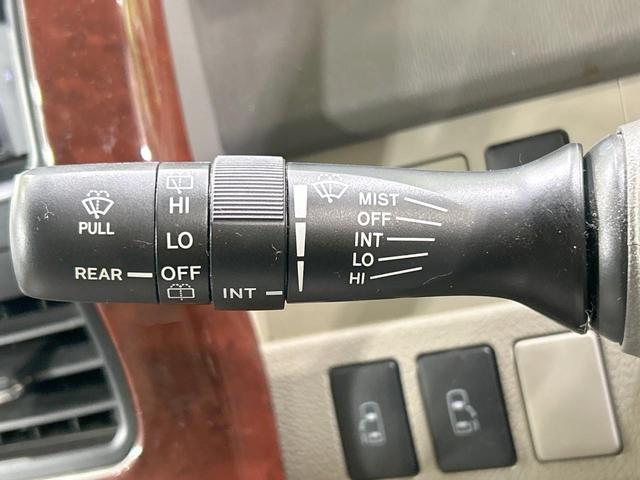 PULL
REAR
HI
LO
OFF
INT
MIST
OFF
INT
LO
HI